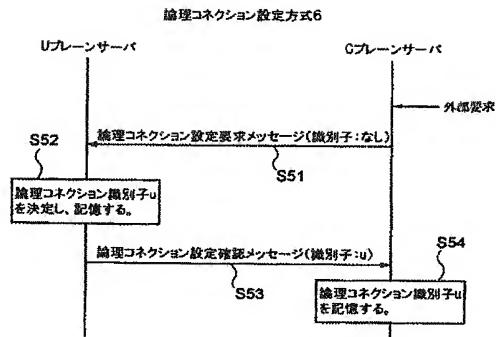 論理コネクション設定方式6
Uプレーンサーバ
Cプレーンサーバ
外部要求
論理コネクション設定要求メッセージ(識別子:なし)
S51
S52
論理コネクション識別子u
を決定し、記憶する。
論理コネクション設定確認メッセージ(識別子:u)
S53
S54
論理コネクション識別子u
を記憶する。